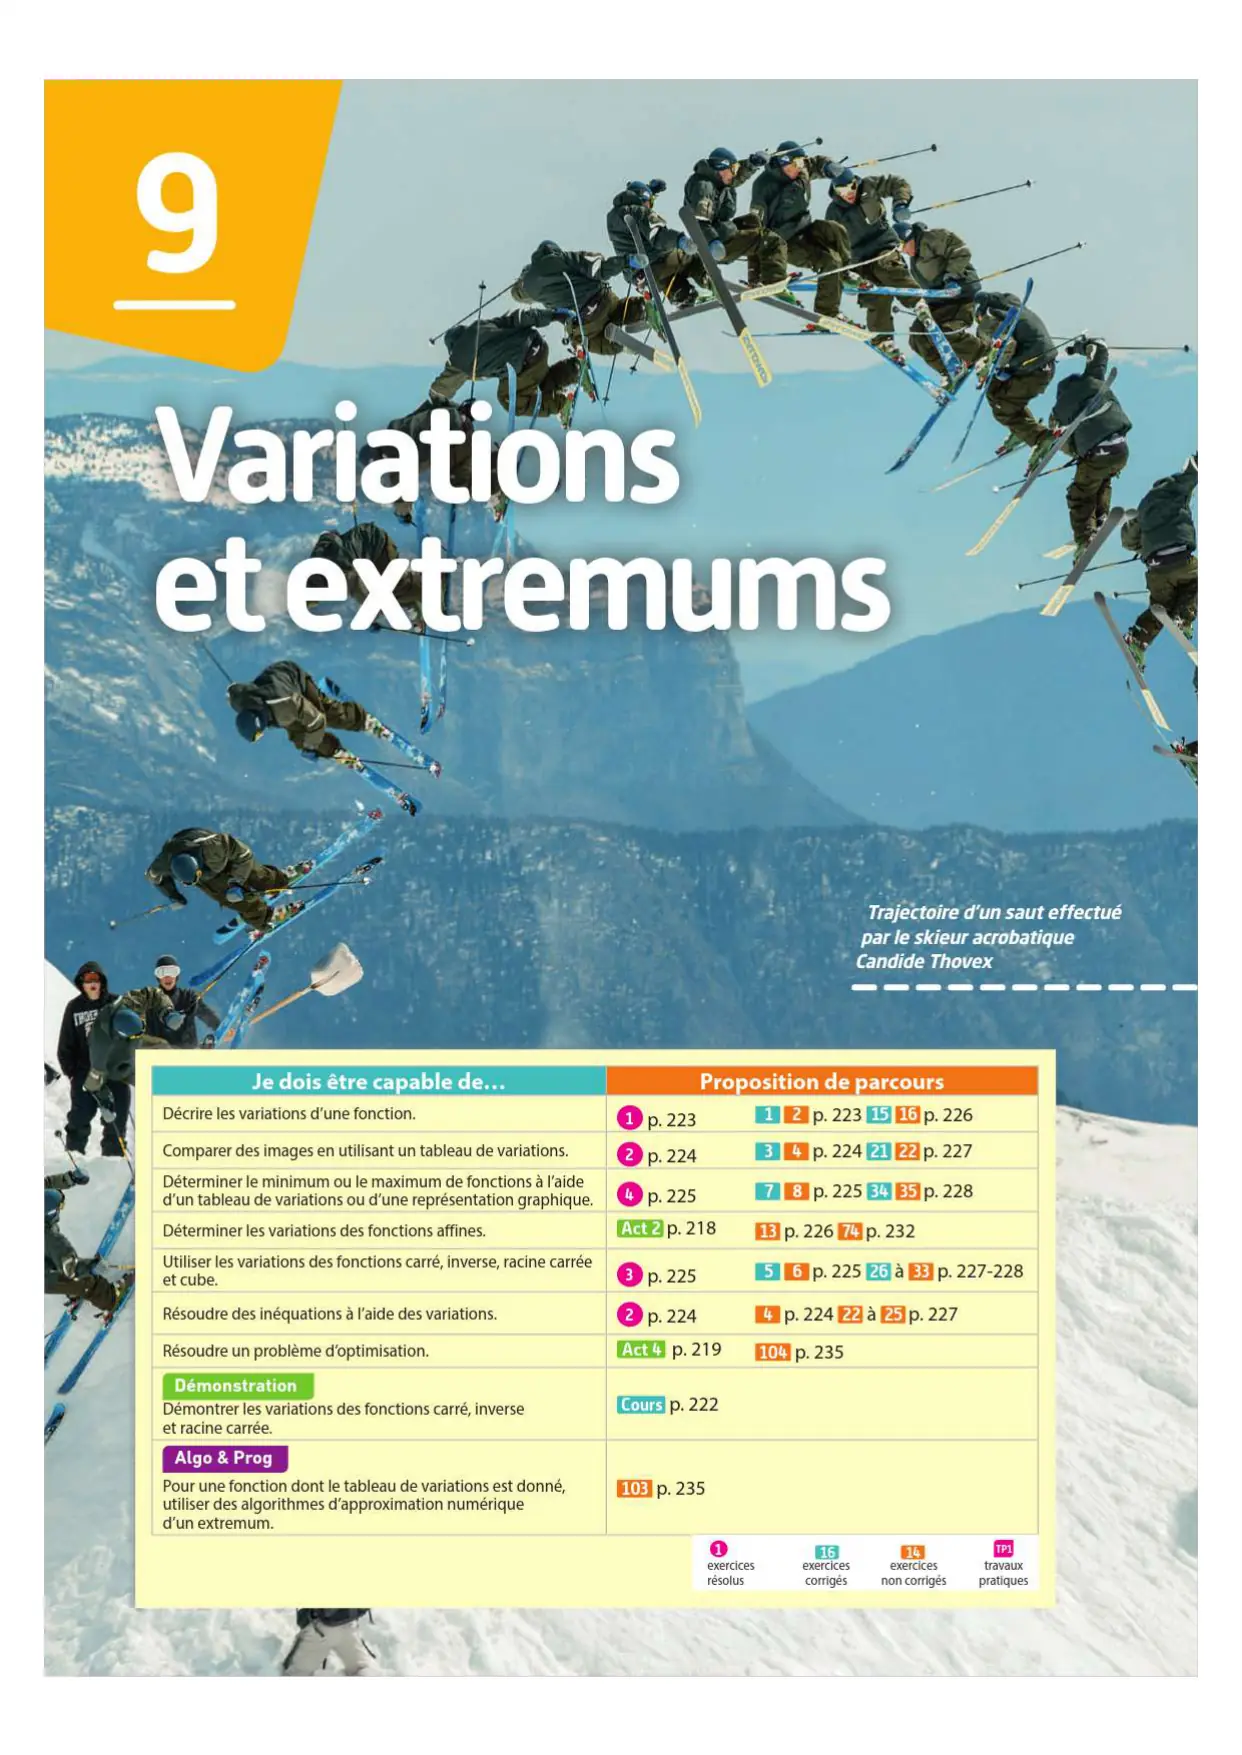 9
Variations
et extremums
Trajectoire d'un saut effectué
par le skieur acrobatique
Candide Thovex
Je dois être capable de… Proposition de parcours
Décrire les variations d'une fonction. 1 p. 223 1 2 p. 223 15 16 p. 226
Comparer des images en utilisant un tableau de variations. 2 p. 224 3 4 p. 224 21 22 p. 227
Déterminer le minimum ou le maximum de fonctions à l'aide
d'un tableau de variations ou d'une représentation graphique. 4 p. 225 7 8 p. 225 34 35 p. 228
Déterminer les variations des fonctions affines. Act 2 p. 218 13 p. 226 74 p. 232
Utiliser les variations des fonctions carré, inverse, racine carrée
et cube. 3 p. 225 5 6 p. 225 26 à 33 p. 227-228
Résoudre des inéquations à l'aide des variations. 2 p. 224 4 p. 224 22 à 25 p. 227
Résoudre un problème d'optimisation. Act 4 p. 219 104 p. 235
Démonstration
Démontrer les variations des fonctions carré, inverse
et racine carrée. Cours p. 222
Algo & Prog
Pour une fonction dont le tableau de variations est donné,
utiliser des algorithmes d'approximation numérique
d'un extremum. 103 p. 235
1 16 14 TP1
exercices exercices exercices travaux
résolus corrigés non corrigés pratiques